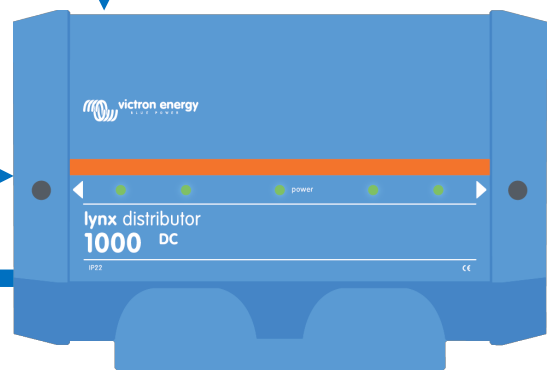 victron energy
BLUE POWER
power
lynx distributor
1000 DC
IP22 CE